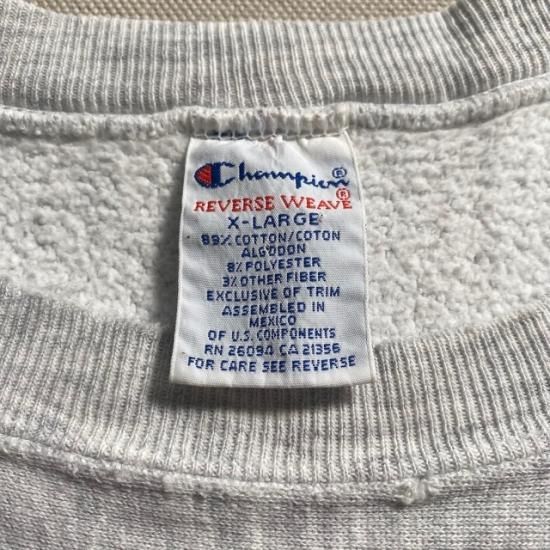 Champion®
REVERSE WEAVE®
X-LARGE
89% COTTON/COTON
ALGODON
8% POLYESTER
3% OTHER FIBER
EXCLUSIVE OF TRIM
ASSEMBLED IN
MEXICO
OF U.S. COMPONENTS
RN 26094 CA 21356
FOR CARE SEE REVERSE